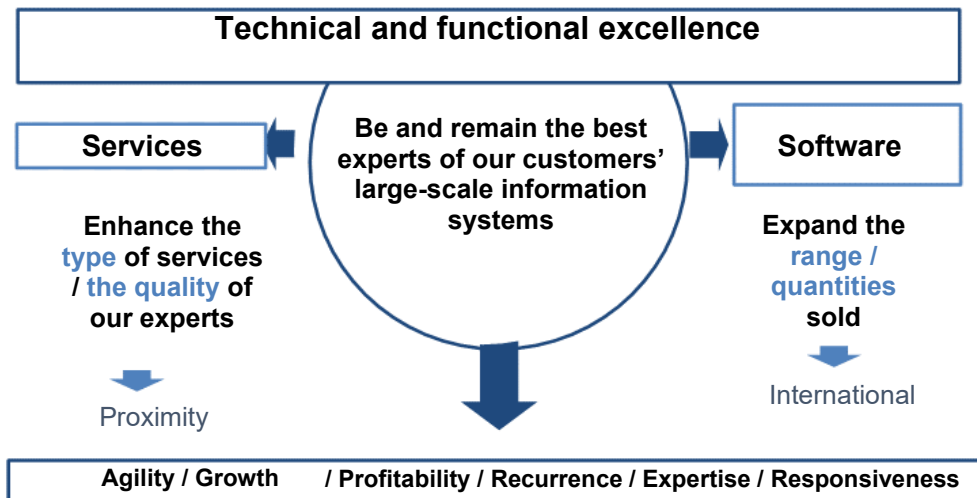 Technical and functional excellence
Services
Be and remain the best
experts of our customers’
large-scale information
systems
Software
Enhance the
type of services
/ the quality of
our experts
Expand the
range /
quantities
sold
Proximity
International
Agility / Growth / Profitability / Recurrence / Expertise / Responsiveness